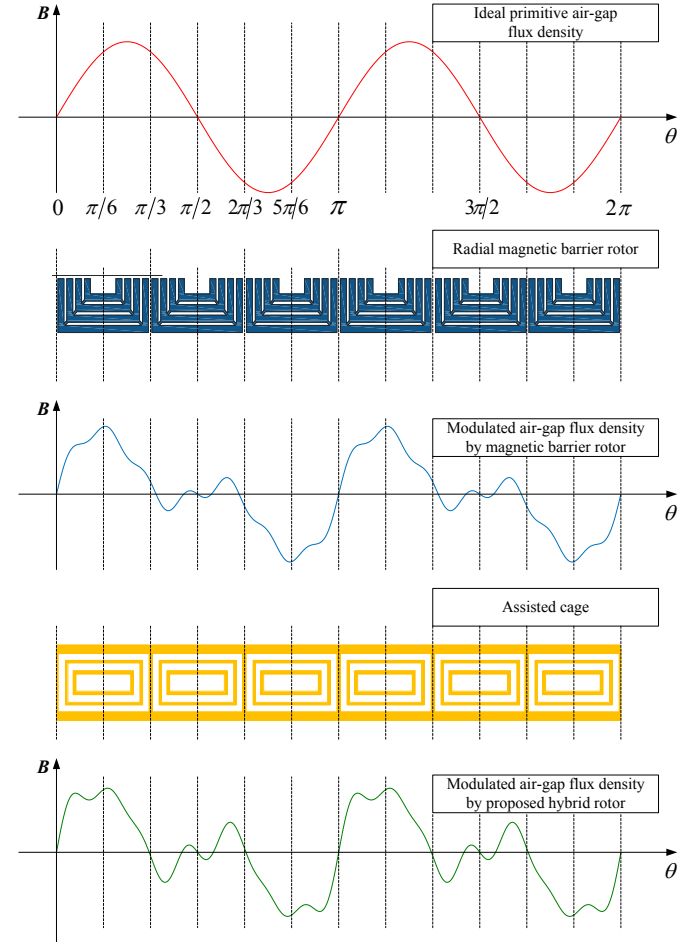 B
Ideal primitive air-gap
flux density
θ
0 π/6 π/3 π/2 2π/3 5π/6 π 3π/2 2π
Radial magnetic barrier rotor
B
Modulated air-gap flux density
by magnetic barrier rotor
θ
Assisted cage
B
Modulated air-gap flux density
by proposed hybrid rotor
θ